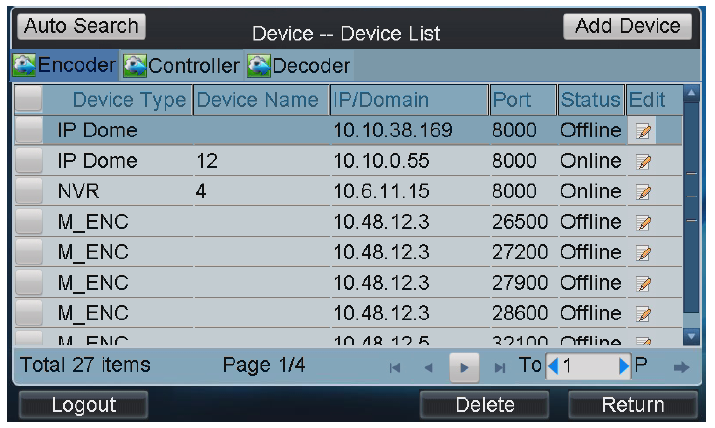 Auto Search Device -- Device List Add Device
Encoder Controller Decoder
Device Type Device Name IP/Domain Port Status Edit
IP Dome 10.10.38.169 8000 Offline
IP Dome 12 10.10.0.55 8000 Online
NVR 4 10.6.11.15 8000 Online
M_ENC 10.48.12.3 26500 Offline
M_ENC 10.48.12.3 27200 Offline
M_ENC 10.48.12.3 27900 Offline
M_ENC 10.48.12.3 28600 Offline
M_ENC 10.48.12.5 32100 Offline
Total 27 items Page 1/4 To 1 P
Logout Delete Return